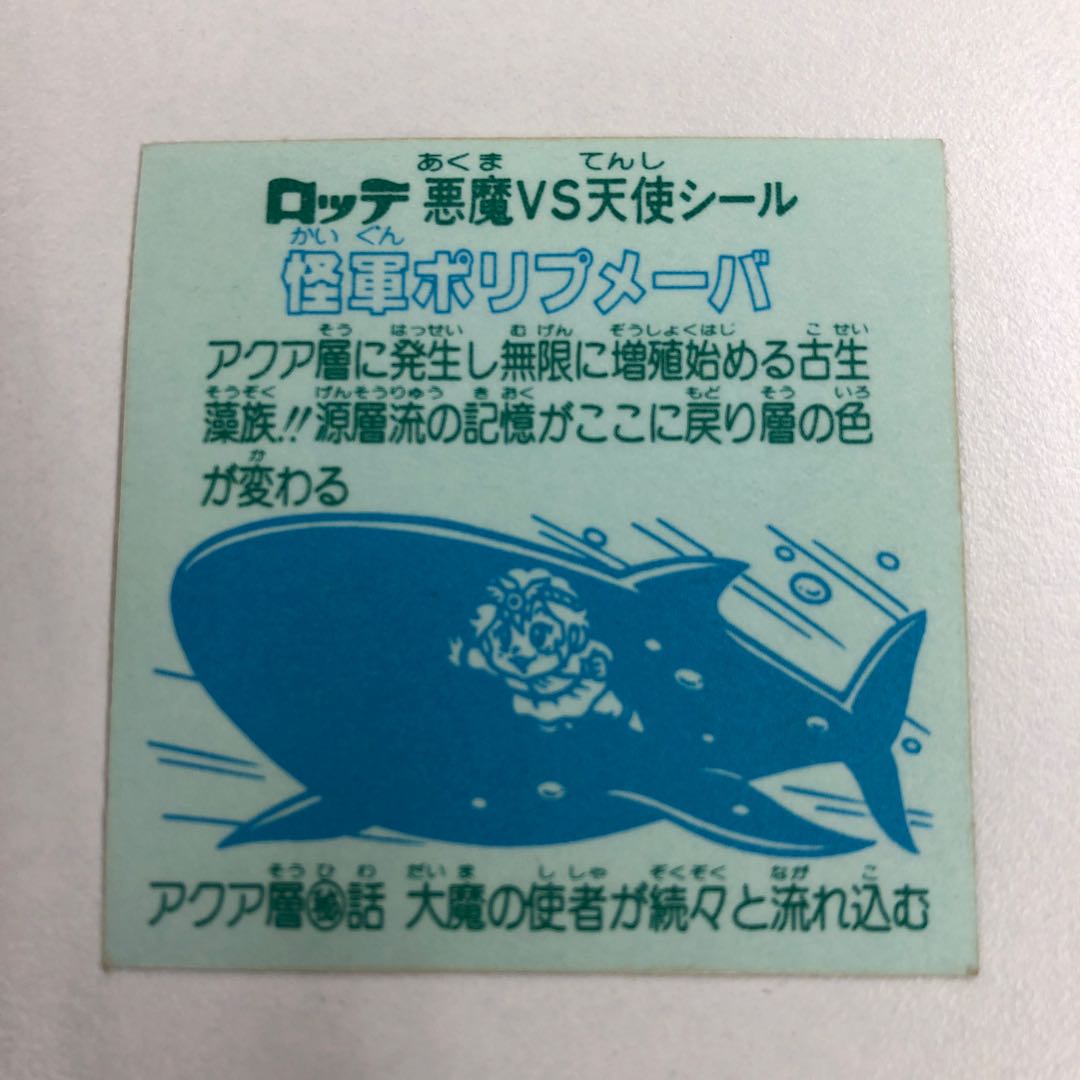 あくま てんし
ロッテ 悪魔VS天使シール
かい ぐん
怪軍ポリプメーバ
そう はっせい む げん ぞうしょくはじ こ せい
アクア層に発生し無限に増殖始める古生
そうぞく げんそうりゅう き おく もど そう いろ
藻族!!源層流の記憶がここに戻り層の色
か
が変わる
そう ひ わ だい ま し しゃ ぞくぞく なが こ
アクア層㊙話 大魔の使者が続々と流れ込む